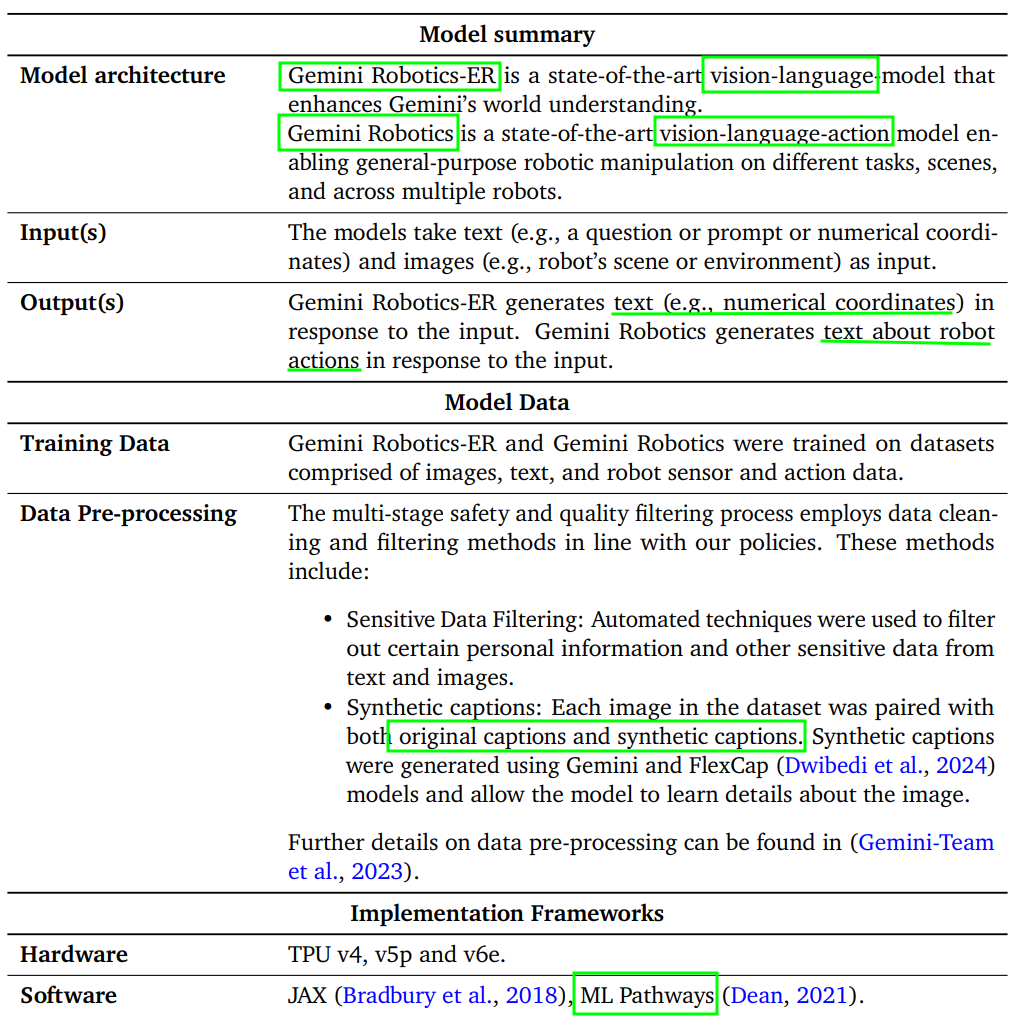 Model summary
Model architecture
Gemini Robotics-ER is a state-of-the-art vision-language-model that
enhances Gemini's world understanding.
Gemini Robotics is a state-of-the-art vision-language-action model en-
abling general-purpose robotic manipulation on different tasks, scenes,
and across multiple robots.
Input(s)
The models take text (e.g., a question or prompt or numerical coordi-
nates) and images (e.g., robot's scene or environment) as input.
Output(s)
Gemini Robotics-ER generates text (e.g., numerical coordinates) in
response to the input. Gemini Robotics generates text about robot
actions in response to the input.
Model Data
Training Data
Gemini Robotics-ER and Gemini Robotics were trained on datasets
comprised of images, text, and robot sensor and action data.
Data Pre-processing
The multi-stage safety and quality filtering process employs data clean-
ing and filtering methods in line with our policies. These methods
include:
• Sensitive Data Filtering: Automated techniques were used to filter
out certain personal information and other sensitive data from
text and images.
• Synthetic captions: Each image in the dataset was paired with
both original captions and synthetic captions. Synthetic captions
were generated using Gemini and FlexCap (Dwibedi et al., 2024)
models and allow the model to learn details about the image.
Further details on data pre-processing can be found in (Gemini-Team
et al., 2023).
Implementation Frameworks
Hardware
TPU v4, v5p and v6e.
Software
JAX (Bradbury et al., 2018), ML Pathways (Dean, 2021).